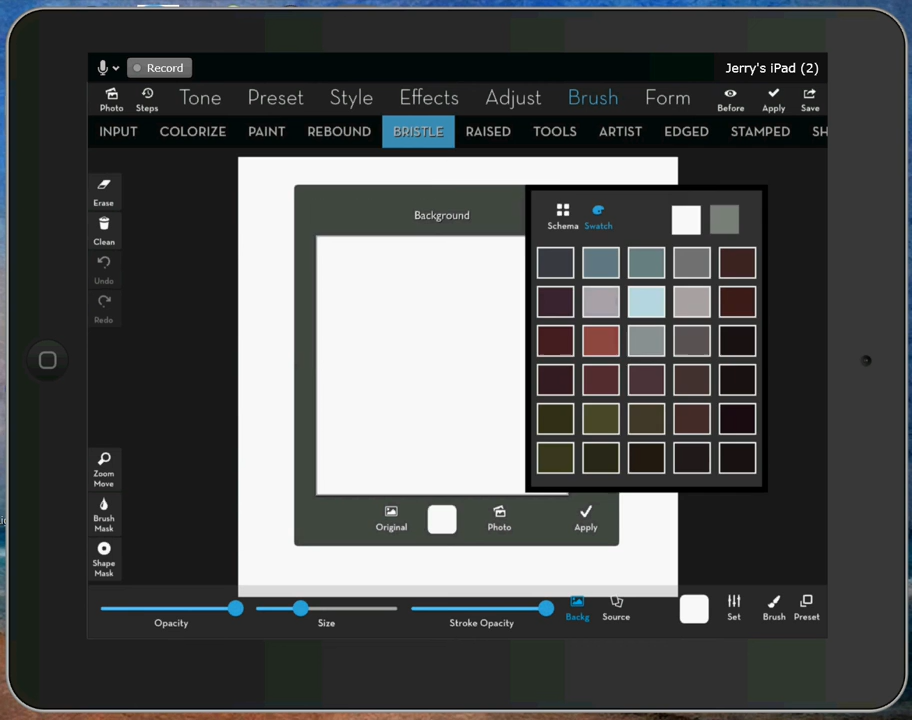 Record
Jerry's iPad (2)
Photo
Steps
Tone
Preset
Style
Effects
Adjust
Brush
Form
Before
Apply
Save
INPUT
COLORIZE
PAINT
REBOUND
BRISTLE
RAISED
TOOLS
ARTIST
EDGED
STAMPED
SH
Erase
Clean
Undo
Redo
Background
Schema
Swatch
Zoom
Move
Brush
Mask
Shape
Mask
Original
Photo
Apply
Opacity
Size
Stroke Opacity
Backg
Source
Set
Brush
Preset